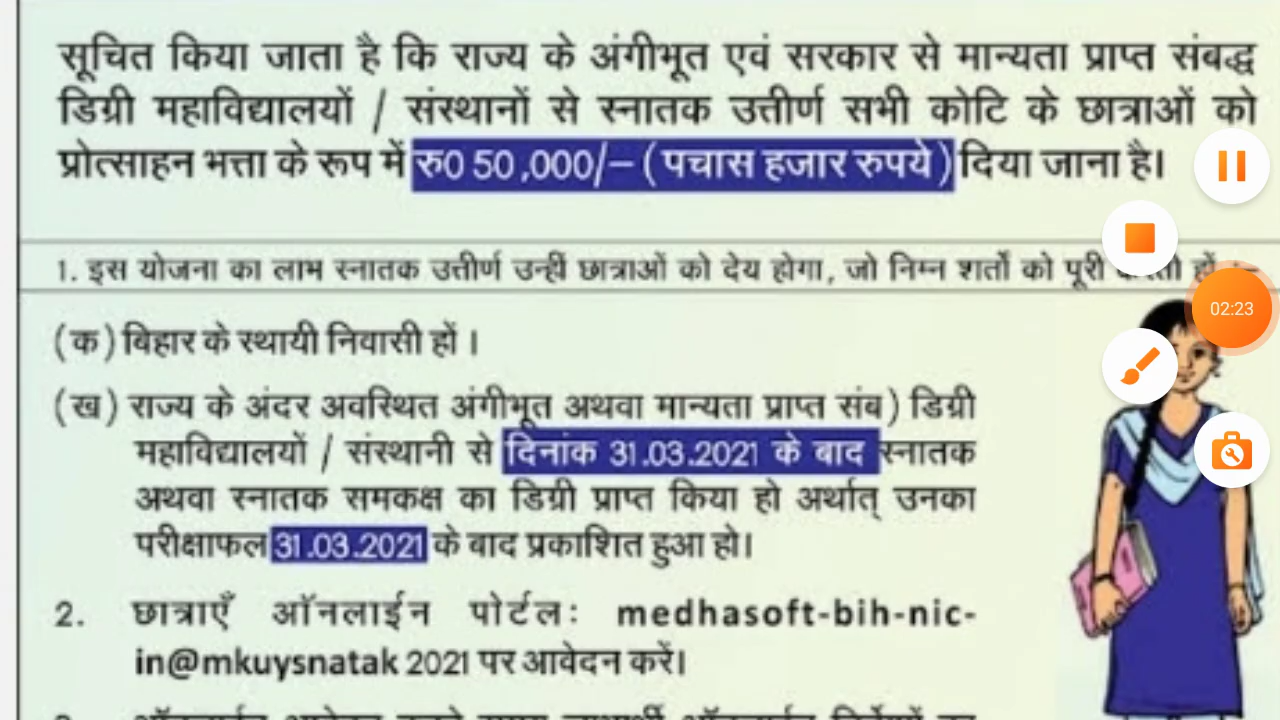 सूचित किया जाता है कि राज्य के अंगीभूत एवं सरकार से मान्यता प्राप्त संबद्ध
डिग्री महाविद्यालयों / संस्थानों से स्नातक उत्तीर्ण सभी कोटि के छात्राओं को
प्रोत्साहन भत्ता के रूप में रु0 50,000/– (पचास हजार रुपये) दिया जाना है।
1. इस योजना का लाभ स्नातक उत्तीर्ण उन्हीं छात्राओं को देय होगा, जो निम्न शर्तों को पूरी
02:23
(क) बिहार के स्थायी निवासी हों ।
(ख) राज्य के अंदर अवस्थित अंगीभूत अथवा मान्यता प्राप्त संब) डिग्री
महाविद्यालयों / संस्थानी से दिनांक 31.03.2021 के बाद स्नातक
अथवा स्नातक समकक्ष का डिग्री प्राप्त किया हो अर्थात् उनका
परीक्षाफल 31.03.2021 के बाद प्रकाशित हुआ हो।
2. छात्राएँ ऑनलाईन पोर्टल: medhasoft-bih-nic-
in@mkuysnatak 2021 पर आवेदन करें।